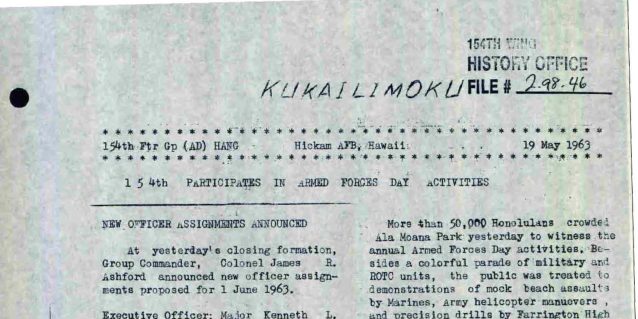 154TH WING
HISTORY OFFICE
KUKAILIMOKU FILE # 2.98.46
* * * * * * * * * * * * * * * * * * * * * * * * * * * * * * * * * * * * * * * *
154th Ftr Gp (AD) HANG Hickam AFB, Hawaii 19 May 1963
* * * * * * * * * * * * * * * * * * * * * * * * * * * * * * * * * * * * * * * *
1 5 4th PARTICIPATES IN ARMED FORCES DAY ACTIVITIES
NEW OFFICER ASSIGNMENTS ANNOUNCED
At yesterday's closing formation,
Group Commander, Colonel James R.
Ashford announced new officer assign-
ments proposed for 1 June 1963.
Executive Officer: Major Kenneth L.
More than 50,000 Honolulans crowded
Ala Moana Park yesterday to witness the
annual Armed Forces Day activities. Be-
sides a colorful parade of military and
ROTC units, the public was treated to
demonstrations of mock beach assaults
by Marines, Army helicopter manuevers ,
and precision drills by Farrington High